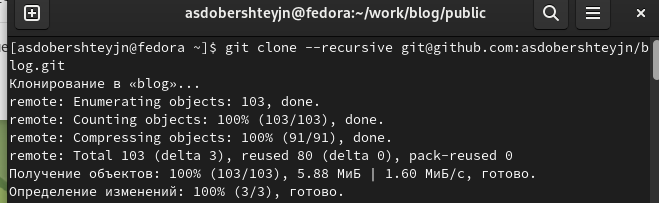 asdobershteyjn@fedora:~/work/blog/public
[asdobershteyjn@fedora ~]$ git clone --recursive git@github.com:asdobershteyjn/b
log.git
Клонирование в «blog»...
remote: Enumerating objects: 103, done.
remote: Counting objects: 100% (103/103), done.
remote: Compressing objects: 100% (91/91), done.
remote: Total 103 (delta 3), reused 80 (delta 0), pack-reused 0
Получение объектов: 100% (103/103), 5.88 МиБ | 1.60 МиБ/с, готово.
Определение изменений: 100% (3/3), готово.